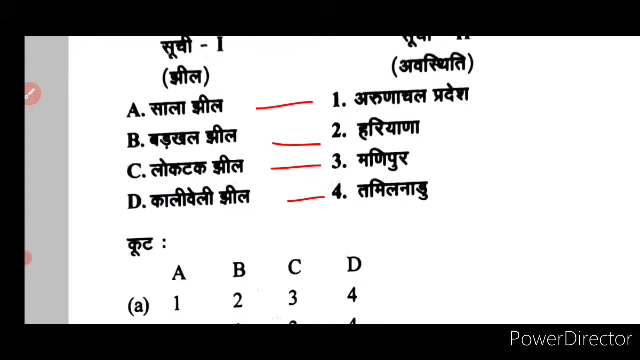 सूची - I
(झील)
(अवस्थिति)
A. साला झील
1. अरुणाचल प्रदेश
B. बड़खल झील
2. हरियाणा
C. लोकटक झील
3. मणिपुर
D. कालीवेली झील
4. तमिलनाडु
कूट :
A B C D
(a) 1 2 3 4
PowerDirector